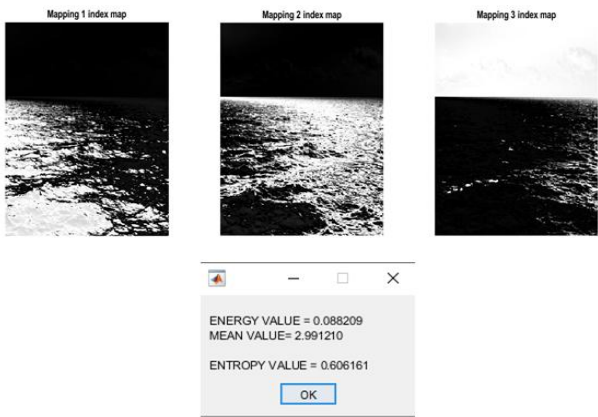 Mapping 1 index map
Mapping 2 index map
Mapping 3 index map
ENERGY VALUE = 0.088209
MEAN VALUE= 2.991210
ENTROPY VALUE = 0.606161
OK